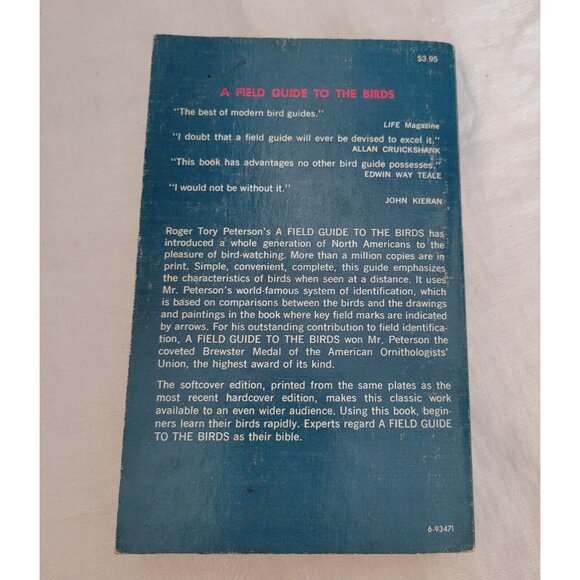 $3.95
A FIELD GUIDE TO THE BIRDS
"The best of modern bird guides."
LIFE Magazine
"I doubt that a field guide will ever be devised to excel it."
ALLAN CRUICKSHANK
"This book has advantages no other bird guide possesses."
EDWIN WAY TEALE
"I would not be without it."
JOHN KIERAN
Roger Tory Peterson's A FIELD GUIDE TO THE BIRDS has
introduced a whole generation of North Americans to the
pleasure of bird-watching. More than a million copies are in
print. Simple, convenient, complete, this guide emphasizes
the characteristics of birds when seen at a distance. It uses
Mr. Peterson's world-famous system of identification, which
is based on comparisons between the birds and the drawings
and paintings in the book where key field marks are indicated
by arrows. For his outstanding contribution to field identifica-
tion, A FIELD GUIDE TO THE BIRDS won Mr. Peterson the
coveted Brewster Medal of the American Ornithologists'
Union, the highest award of its kind.
The softcover edition, printed from the same plates as the
most recent hardcover edition, makes this classic work
available to an even wider audience. Using this book, begin-
ners learn their birds rapidly. Experts regard A FIELD GUIDE
TO THE BIRDS as their bible.
6-93471